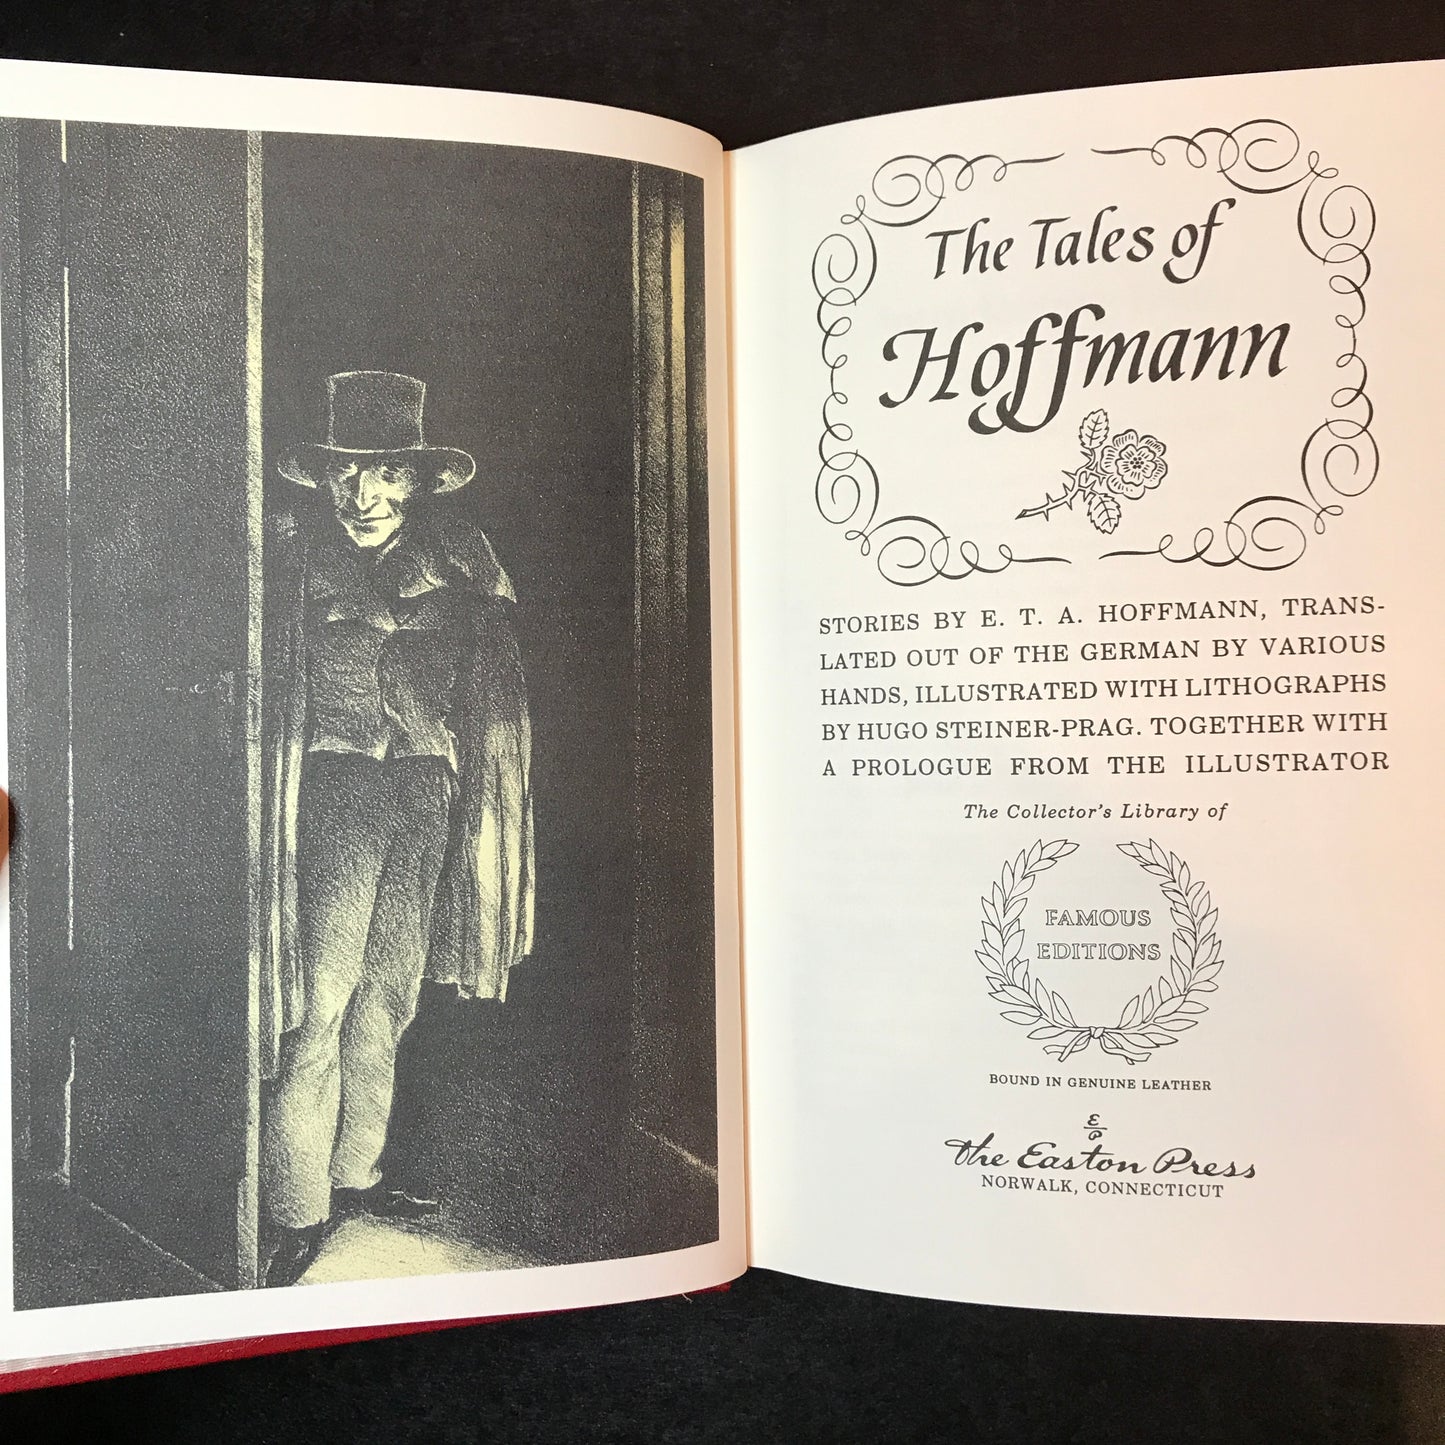 The Tales of
Hoffmann
STORIES BY E. T. A. HOFFMANN, TRANS-
LATED OUT OF THE GERMAN BY VARIOUS
HANDS, ILLUSTRATED WITH LITHOGRAPHS
BY HUGO STEINER-PRAG. TOGETHER WITH
A PROLOGUE FROM THE ILLUSTRATOR
The Collector's Library of
FAMOUS
EDITIONS
BOUND IN GENUINE LEATHER
E
P
The Easton Press
NORWALK, CONNECTICUT